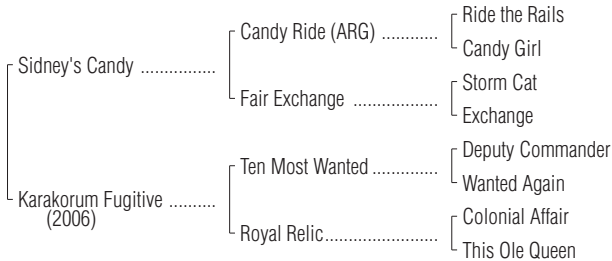 Ride the Rails
Candy Ride (ARG) ............
Candy Girl
Sidney's Candy ................
Storm Cat
Fair Exchange ..................
Exchange
Deputy Commander
Ten Most Wanted ..............
Wanted Again
Karakorum Fugitive ..........
(2006)
Colonial Affair
Royal Relic........................
This Ole Queen